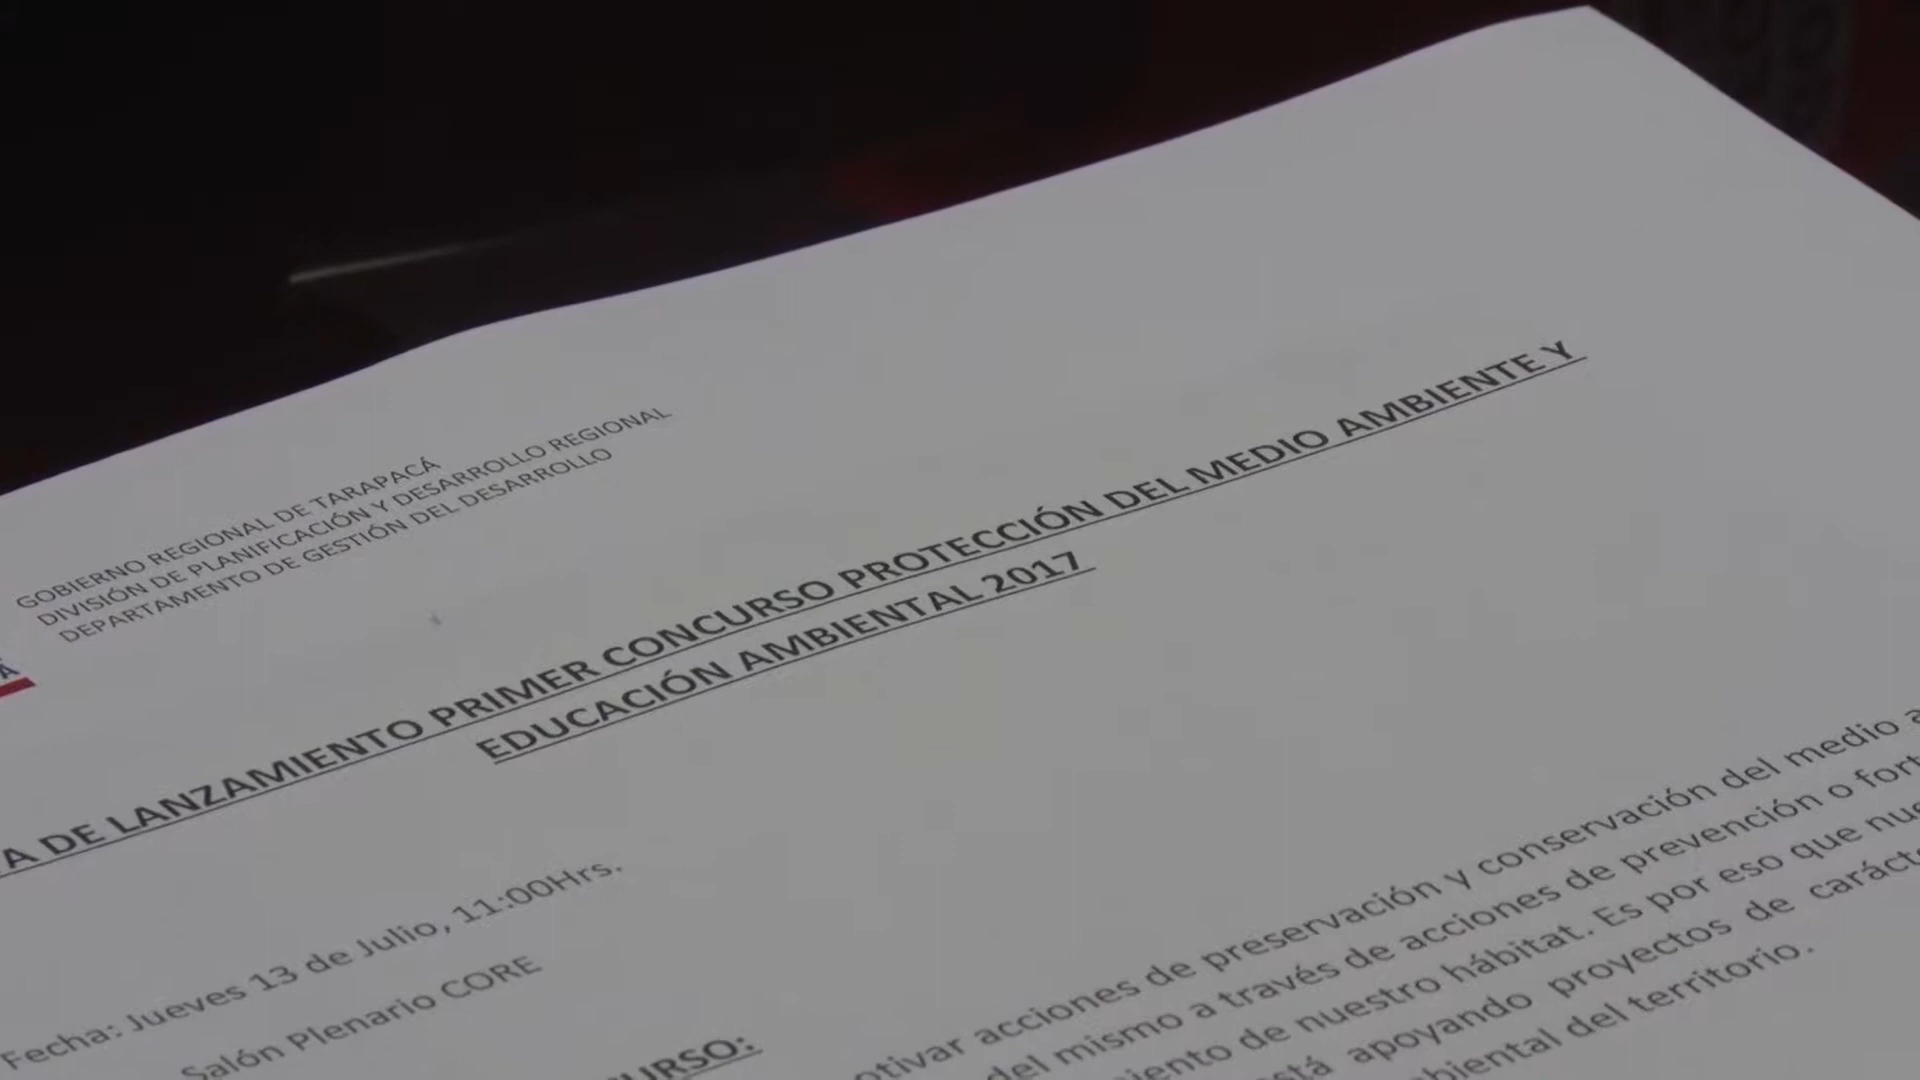 GOBIERNO REGIONAL DE TARAPACÁ
DIVISIÓN DE PLANIFICACIÓN Y DESARROLLO REGIONAL
DEPARTAMENTO DE GESTIÓN DEL DESARROLLO
Á
A DE LANZAMIENTO PRIMER CONCURSO PROTECCIÓN DEL MEDIO AMBIENTE Y
EDUCACIÓN AMBIENTAL 2017
Fecha: Jueves 13 de Julio, 11:00Hrs.
Salón Plenario CORE
URSO:
otivar acciones de preservación y conservación del medio a
del mismo a través de acciones de prevención o fort
iento de nuestro hábitat. Es por eso que nue
stá apoyando proyectos de carácte
biental del territorio.